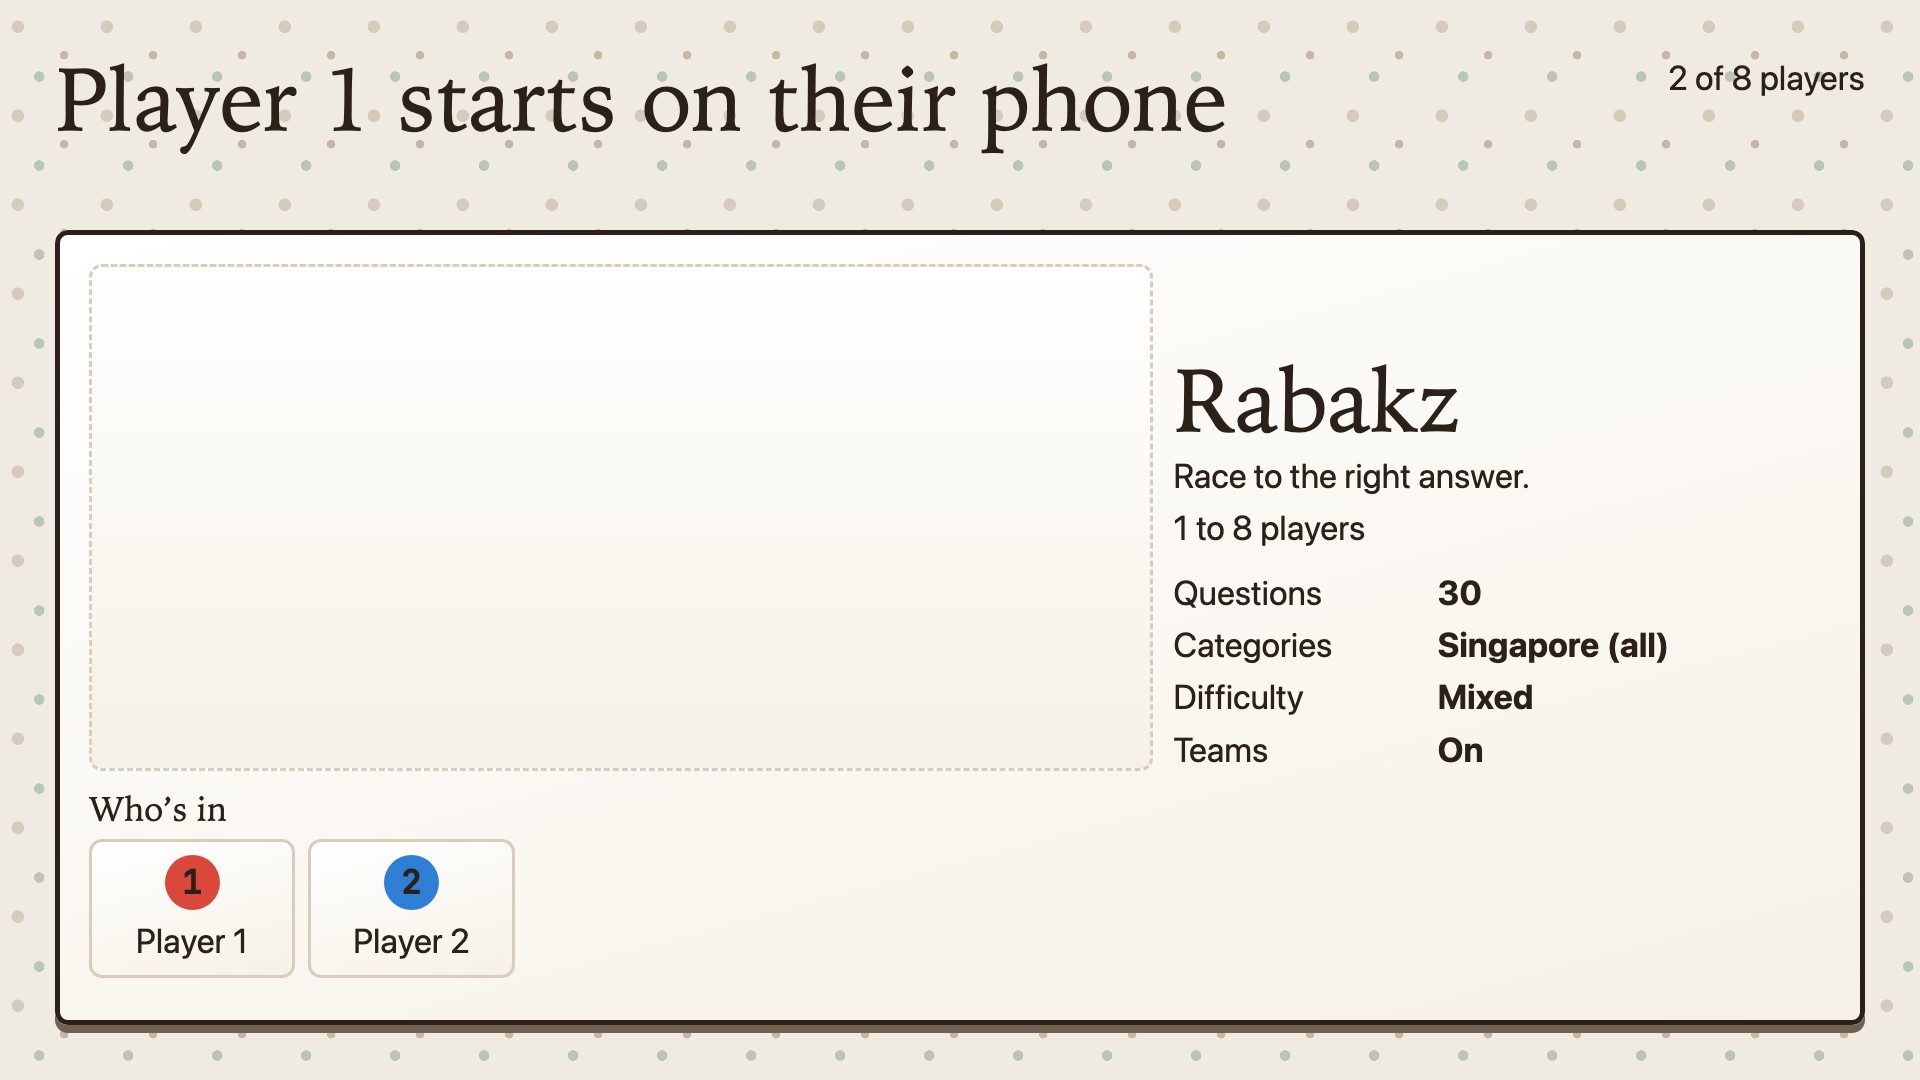 Player 1 starts on their phone
2 of 8 players
Rabakz
Race to the right answer.
1 to 8 players
Questions 30
Categories Singapore (all)
Difficulty Mixed
Teams On
Who’s in
1 2
Player 1 Player 2